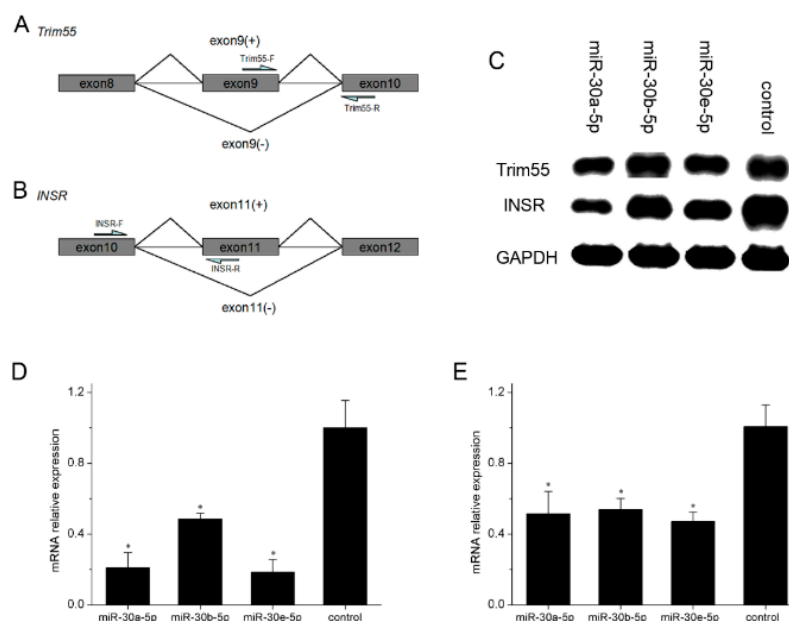 A
Trim55
exon9(+)
Trim55-F
exon8
exon9
exon10
Trim55-R
exon9(-)
B
INSR
exon11(+)
INSR-F
exon10
exon11
exon12
INSR-R
exon11(-)
C
miR-30a-5p
miR-30b-5p
miR-30e-5p
control
Trim55
INSR
GAPDH
D
mRNA relative expression
1.2
0.8
0.4
0.0
*
*
*
miR-30a-5p
miR-30b-5p
miR-30e-5p
control
E
mRNA relative expression
1.2
0.8
0.4
0.0
*
*
*
miR-30a-5p
miR-30b-5p
miR-30e-5p
control